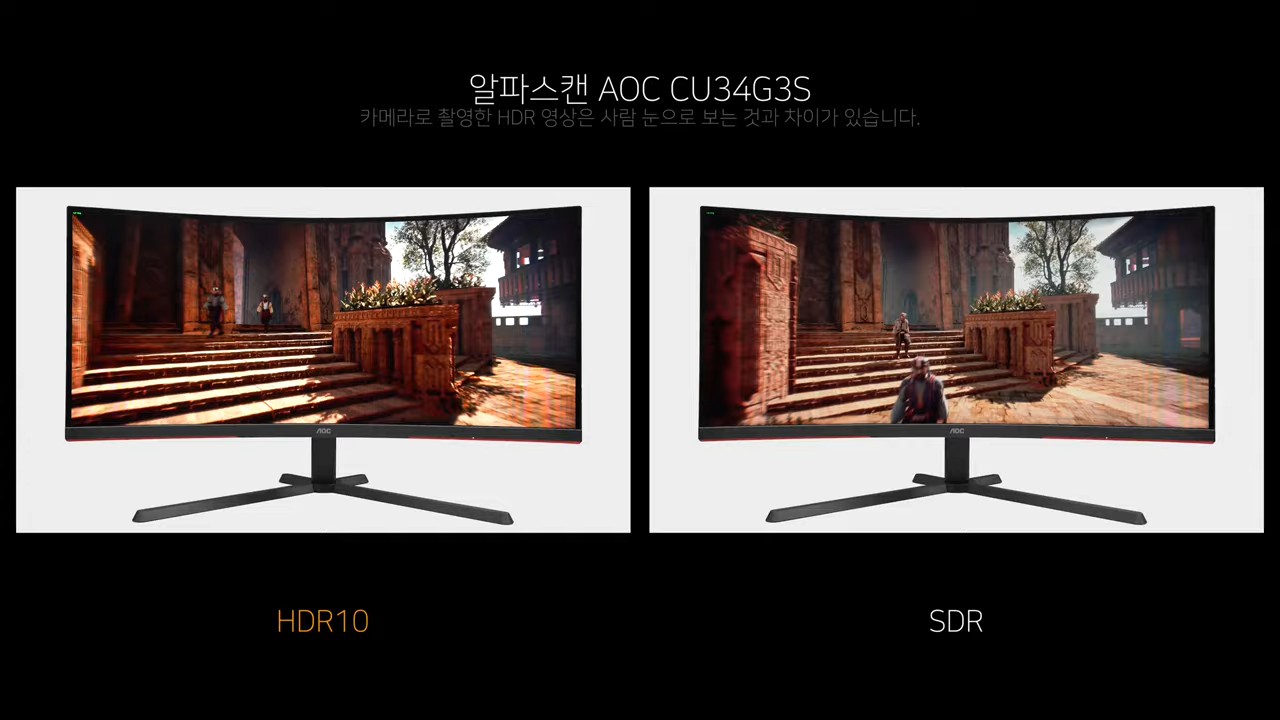 알파스캔 AOC CU34G3S
카메라로 촬영한 HDR 영상은 사람 눈으로 보는 것과 차이가 있습니다.
AOC
AOC
HDR10
SDR